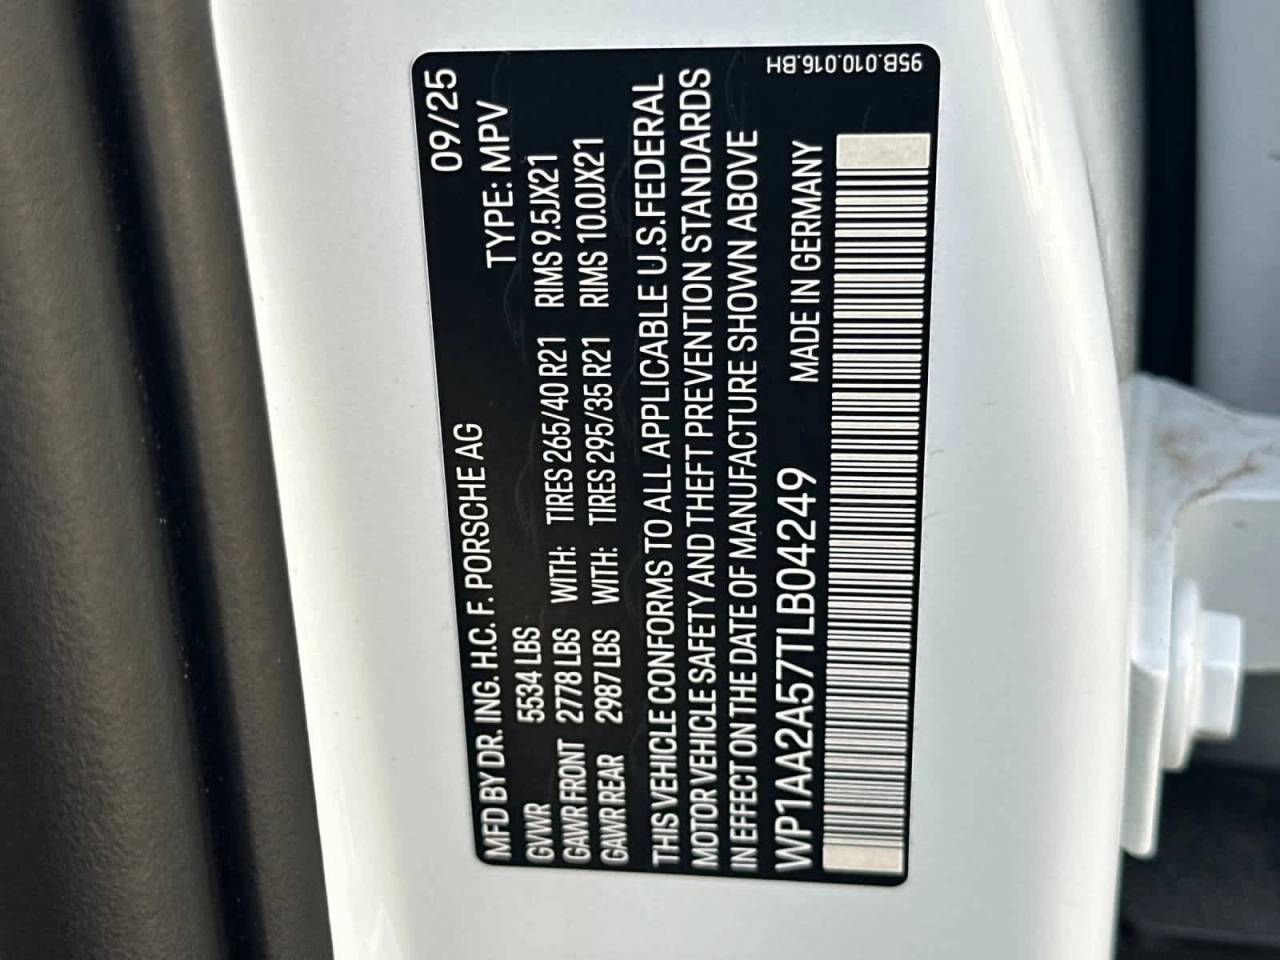 09/25
MFD BY DR. ING. H.C. F. PORSCHE AG TYPE: MPV
GVWR 5534 LBS
GAWR FRONT 2778 LBS WITH: TIRES 265/40 R21 RIMS 9.5JX21
GAWR REAR 2987 LBS WITH: TIRES 295/35 R21 RIMS 10.0JX21
THIS VEHICLE CONFORMS TO ALL APPLICABLE U.S. FEDERAL
MOTOR VEHICLE SAFETY AND THEFT PREVENTION STANDARDS
IN EFFECT ON THE DATE OF MANUFACTURE SHOWN ABOVE
WP1AA2A57TLB04249 MADE IN GERMANY
95B.010.016.BH